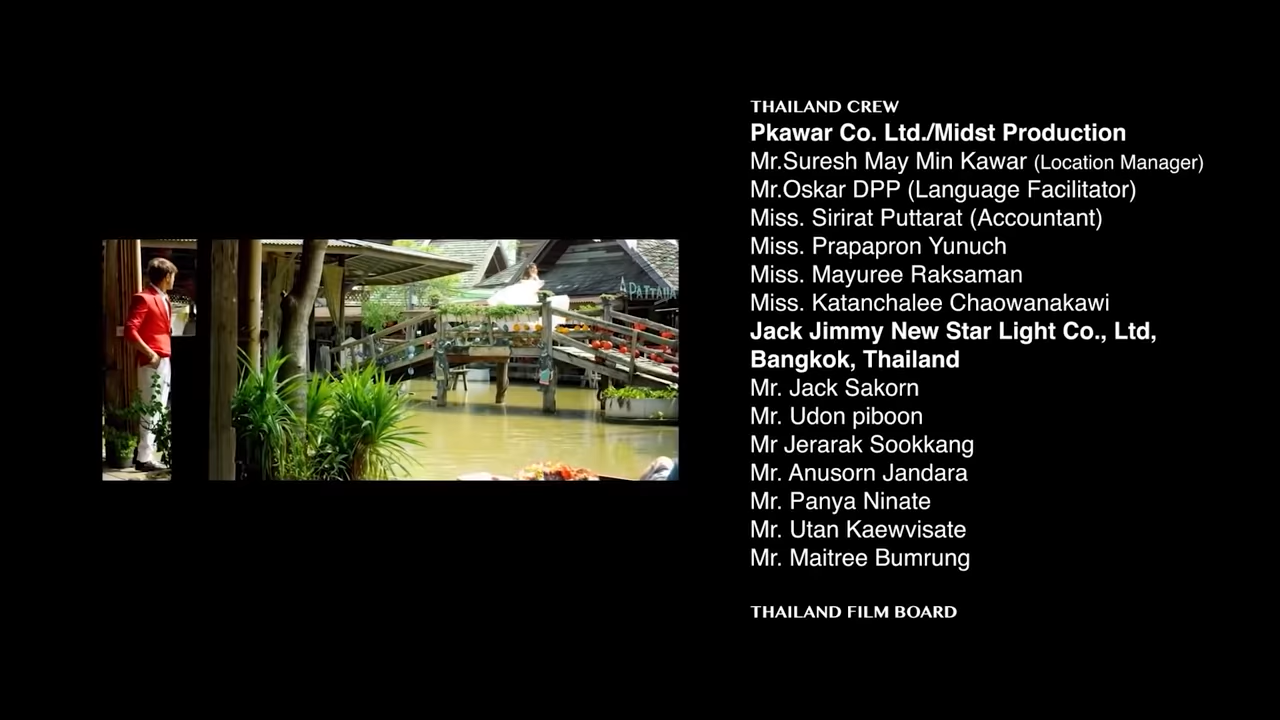 THAILAND CREW
Pkawar Co. Ltd./Midst Production
Mr.Suresh May Min Kawar (Location Manager)
Mr.Oskar DPP (Language Facilitator)
Miss. Sirirat Puttarat (Accountant)
Miss. Prapapron Yunuch
Miss. Mayuree Raksaman
Miss. Katanchalee Chaowanakawi
Jack Jimmy New Star Light Co., Ltd,
Bangkok, Thailand
Mr. Jack Sakorn
Mr. Udon piboon
Mr Jerarak Sookkang
Mr. Anusorn Jandara
Mr. Panya Ninate
Mr. Utan Kaewvisate
Mr. Maitree Bumrung
THAILAND FILM BOARD
PATTAYA